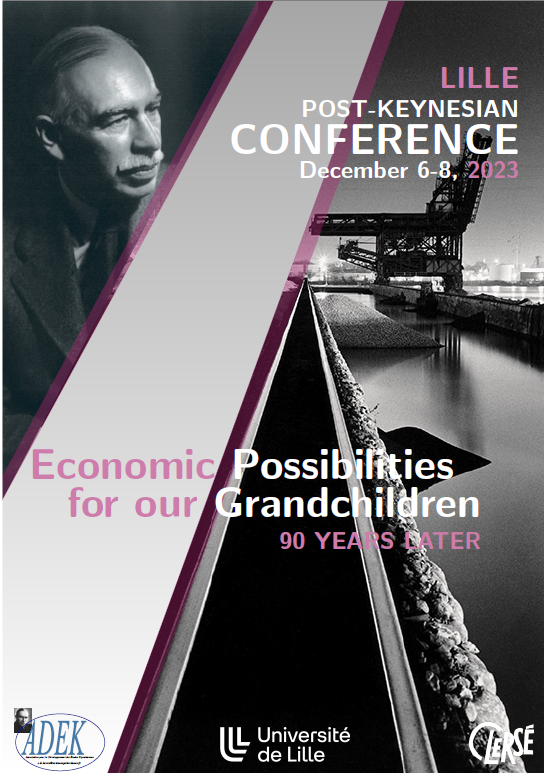 LILLE
POST-KEYNESIAN
CONFERENCE
December 6-8, 2023
Economic Possibilities
for our Grandchildren
90 YEARS LATER
ADEK
Université
de Lille
CLERSÉ